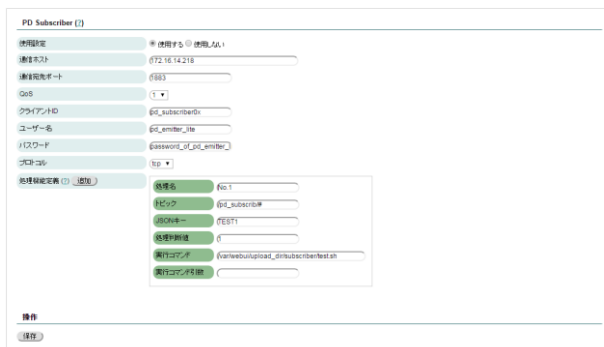 PD Subscriber (?)
使用設定 使用する 使用しない
通信ホスト 172.16.14.218
通信宛先ポート 1883
QoS 1
クライアントID pd_subscriber0x
ユーザー名 pd_emitter_lite
パスワード password_of_pd_emitter_l
プロトコル tcp
処理機能定義 (?) 追加
処理名 No.1
トピック /pd_subscrib/#
JSONキー TEST1
処理判断値 1
実行コマンド /var/webui/upload_dir/subscriber/test.sh
実行コマンド引数
操作
保存